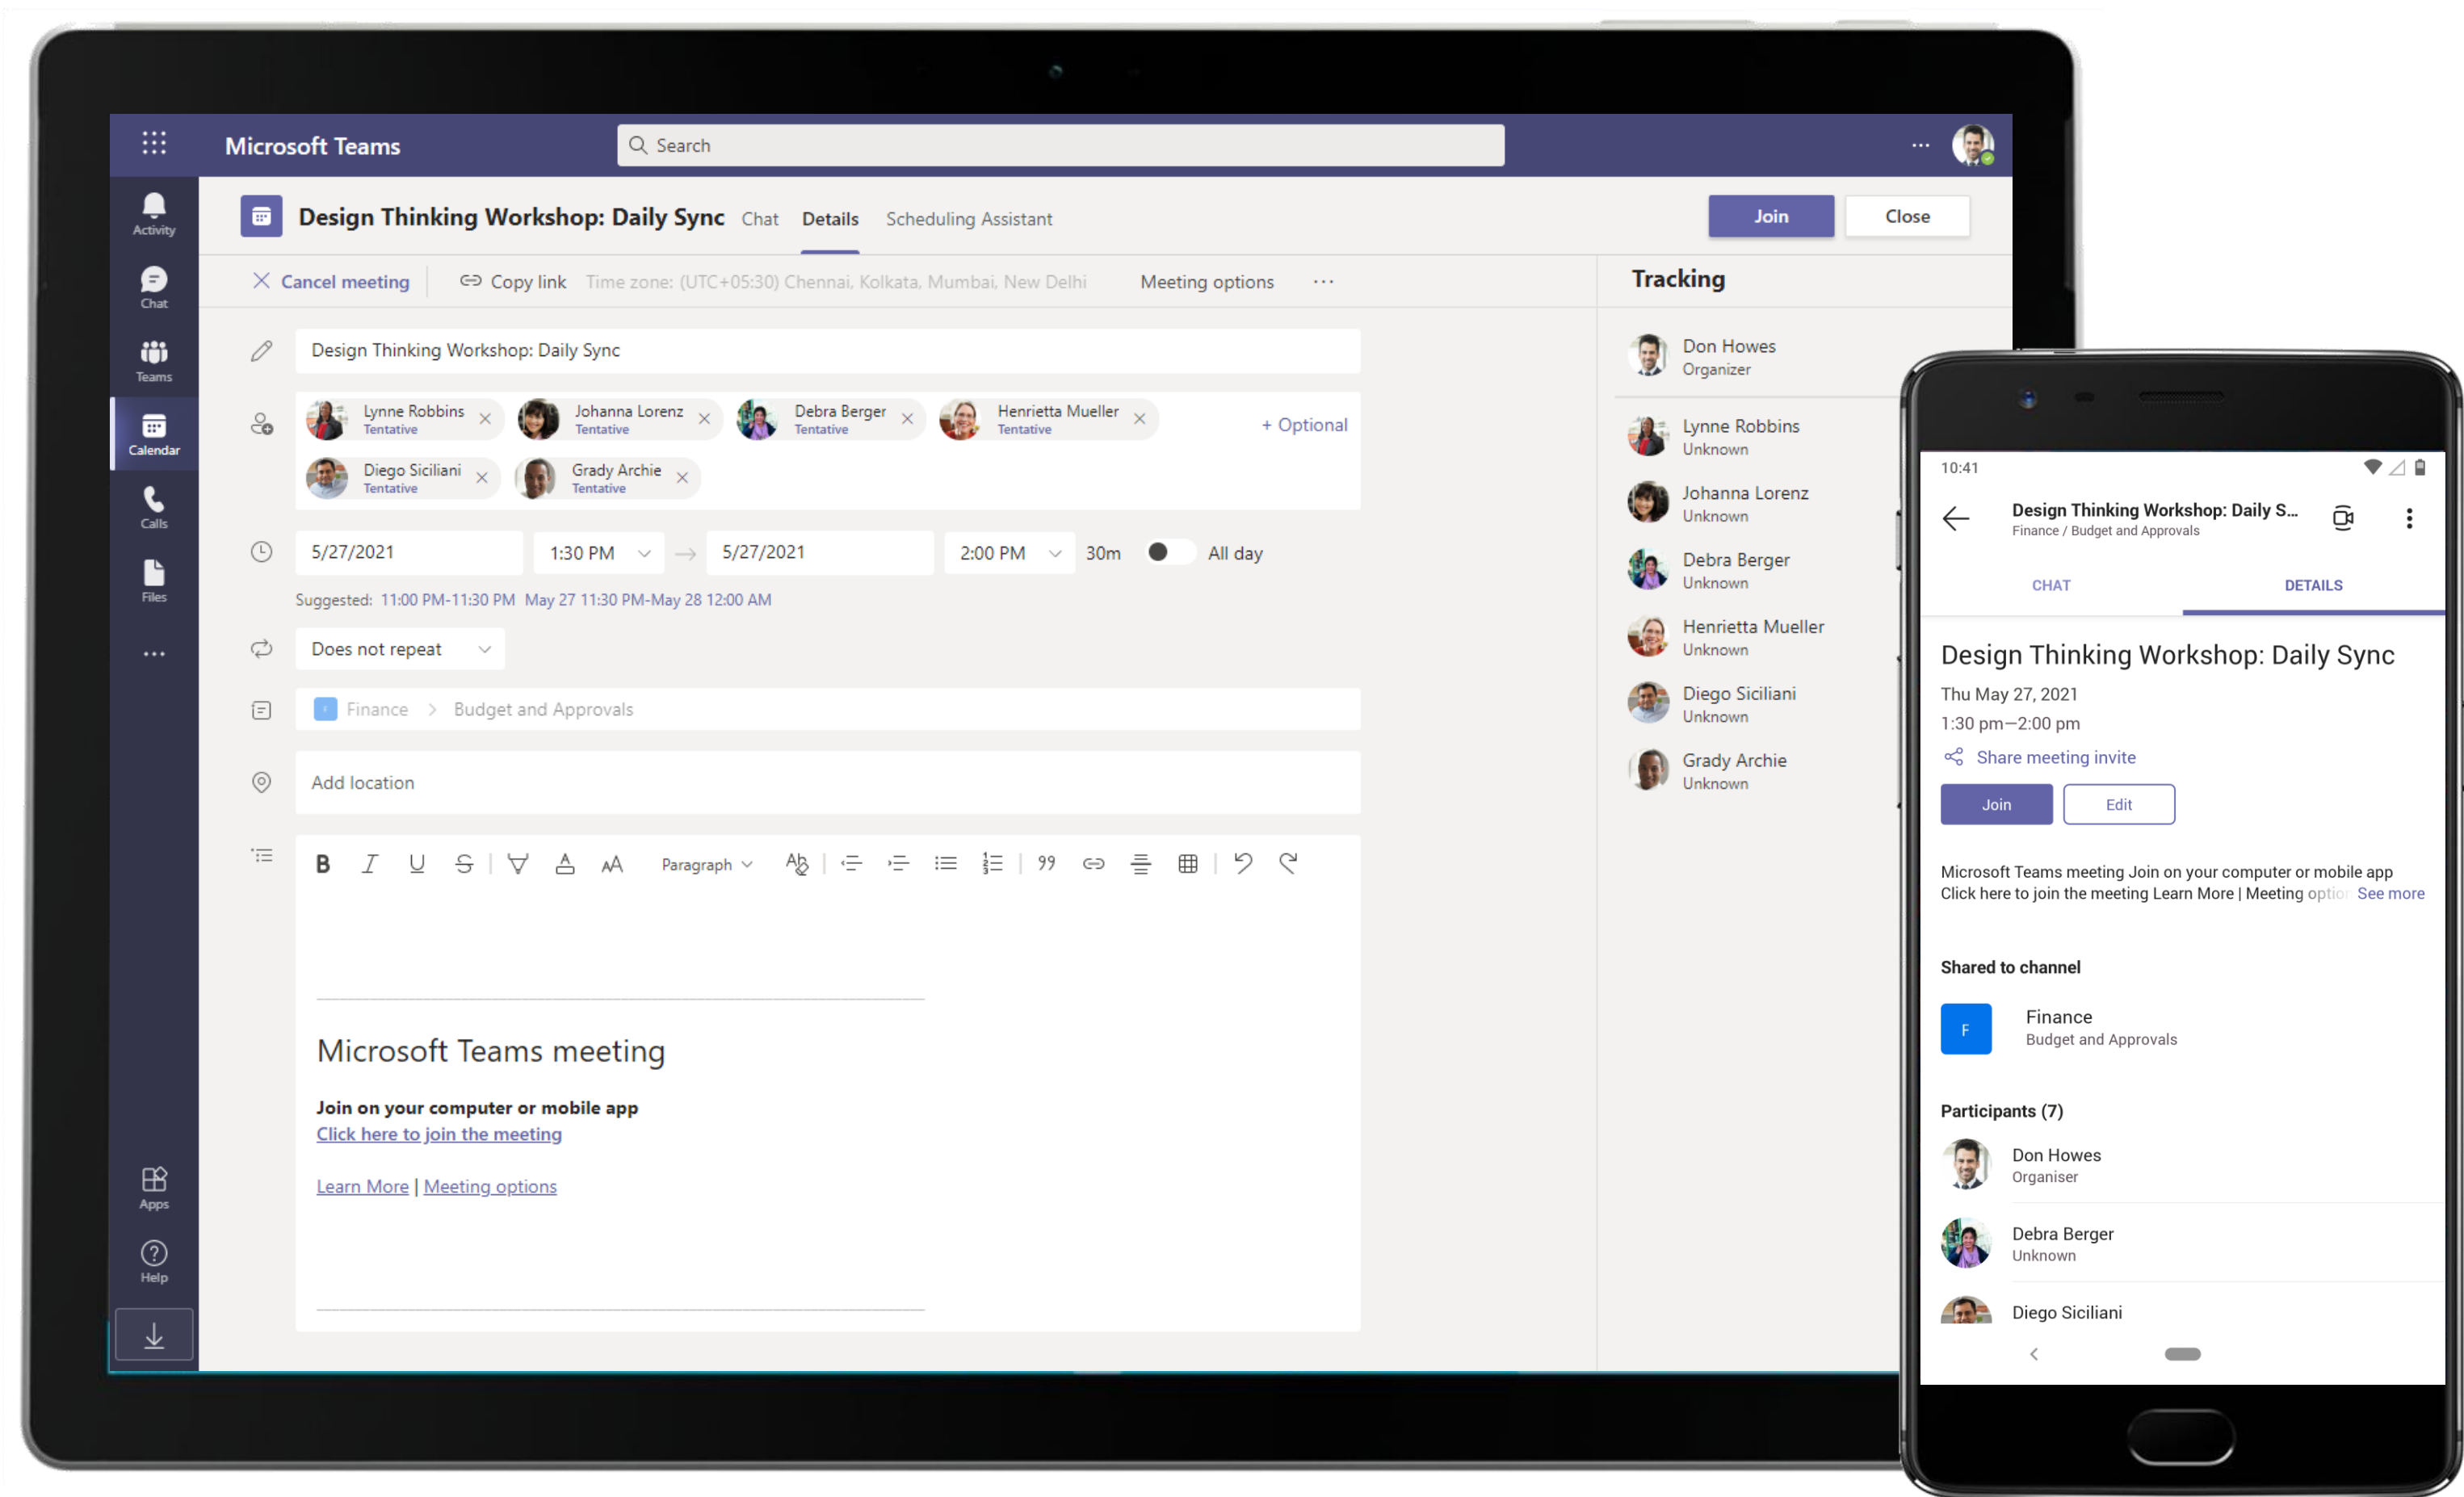 Microsoft Teams
Search
...
Activity
Chat
Teams
Calendar
Calls
Files
...
Apps
Help
Design Thinking Workshop: Daily Sync Chat Details Scheduling Assistant
Join Close
Cancel meeting Copy link Time zone: (UTC+05:30) Chennai, Kolkata, Mumbai, New Delhi Meeting options ...
Design Thinking Workshop: Daily Sync
Lynne Robbins
Tentative
Johanna Lorenz
Tentative
Debra Berger
Tentative
Henrietta Mueller
Tentative
+ Optional
Diego Siciliani
Tentative
Grady Archie
Tentative
5/27/2021 1:30 PM → 5/27/2021 2:00 PM 30m All day
Suggested: 11:00 PM-11:30 PM May 27 11:30 PM-May 28 12:00 AM
Does not repeat
F Finance > Budget and Approvals
Add location
B I U S A AA Paragraph Ab 99
Microsoft Teams meeting
Join on your computer or mobile app
Click here to join the meeting
Learn More | Meeting options
Tracking
Don Howes
Organizer
Lynne Robbins
Unknown
Johanna Lorenz
Unknown
Debra Berger
Unknown
Henrietta Mueller
Unknown
Diego Siciliani
Unknown
Grady Archie
Unknown
10:41
Design Thinking Workshop: Daily S...
Finance / Budget and Approvals
CHAT DETAILS
Design Thinking Workshop: Daily Sync
Thu May 27, 2021
1:30 pm—2:00 pm
Share meeting invite
Join Edit
Microsoft Teams meeting Join on your computer or mobile app
Click here to join the meeting Learn More | Meeting option See more
Shared to channel
F
Finance
Budget and Approvals
Participants (7)
Don Howes
Organiser
Debra Berger
Unknown
Diego Siciliani